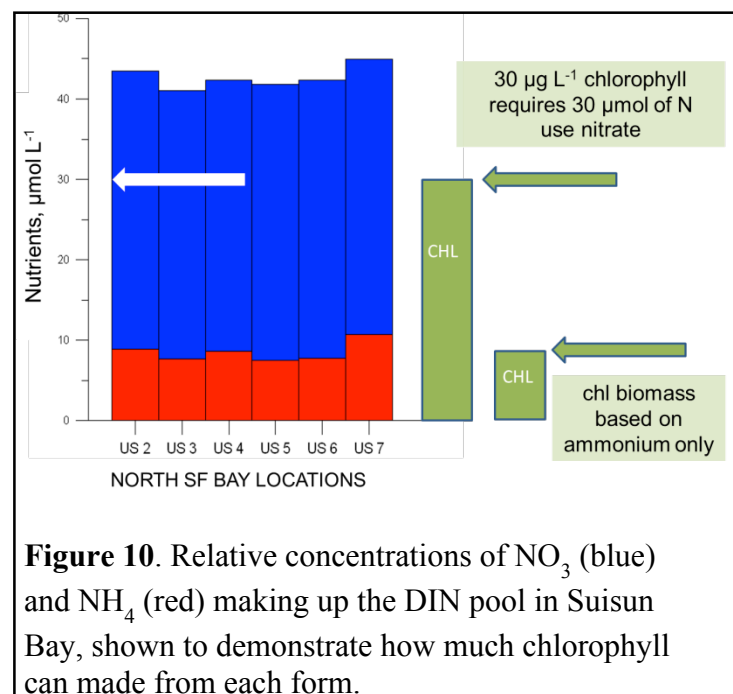 30 µg L-1 chlorophyll
requires 30 µmol of N
use nitrate
Nutrients, µmol L-1
40
30
20
10
0
CHL
CHL
chl biomass
based on
ammonium only
US 2 US 3 US 4 US 5 US 6 US 7
NORTH SF BAY LOCATIONS
Figure 10. Relative concentrations of NO3 (blue)
and NH4 (red) making up the DIN pool in Suisun
Bay, shown to demonstrate how much chlorophyll
can made from each form.